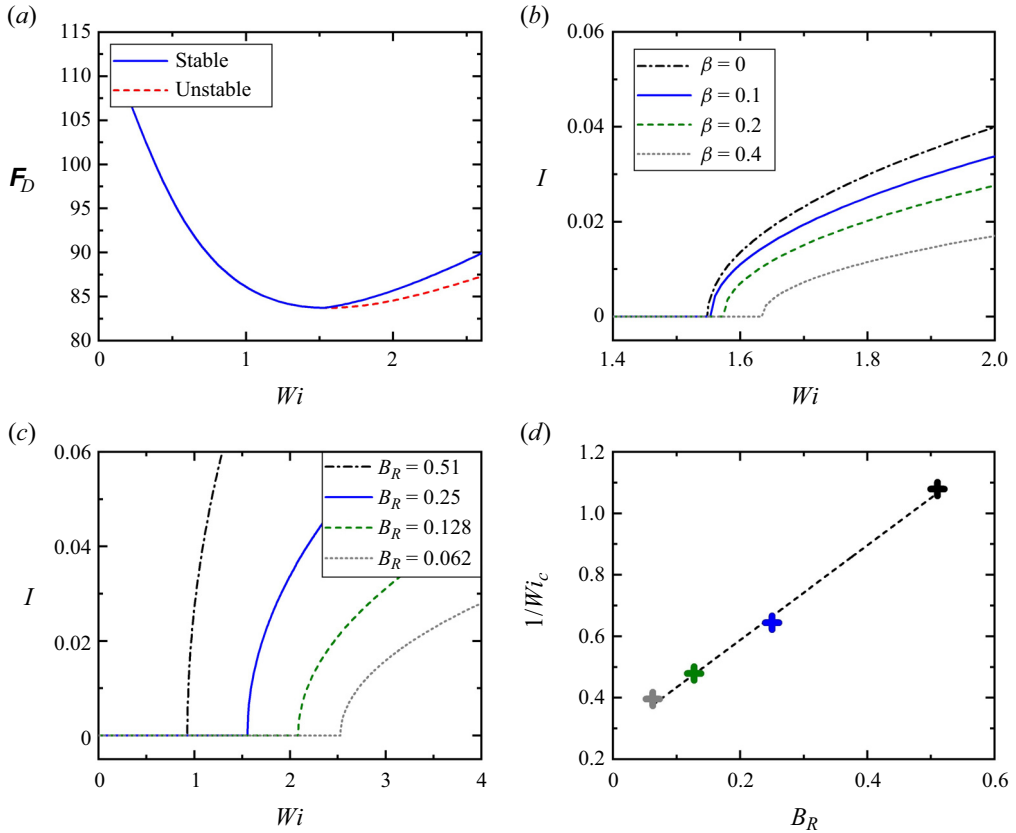 (a)
115
110
105
100
95
90
85
80
F_D
Stable
Unstable
0
1
2
Wi
(b)
0.06
0.04
0.02
0
I
β = 0
β = 0.1
β = 0.2
β = 0.4
1.4
1.6
1.8
2.0
Wi
(c)
0.06
0.04
0.02
0
I
B_R = 0.51
B_R = 0.25
B_R = 0.128
B_R = 0.062
0
1
2
3
4
Wi
(d)
1.2
1.0
0.8
0.6
0.4
0.2
1/Wi_c
0
0.2
0.4
0.6
B_R